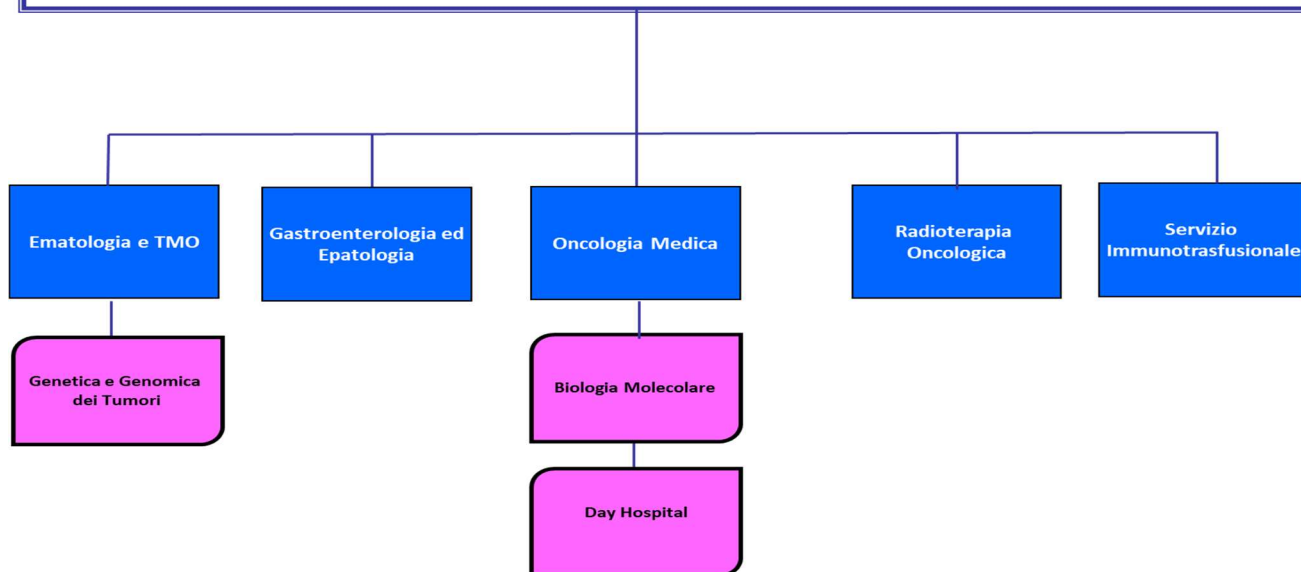 Ematologia e TMO
Gastroenterologia ed
Epatologia
Oncologia Medica
Radioterapia
Oncologica
Servizio
Immunotrasfusionale
Genetica e Genomica
dei Tumori
Biologia Molecolare
Day Hospital